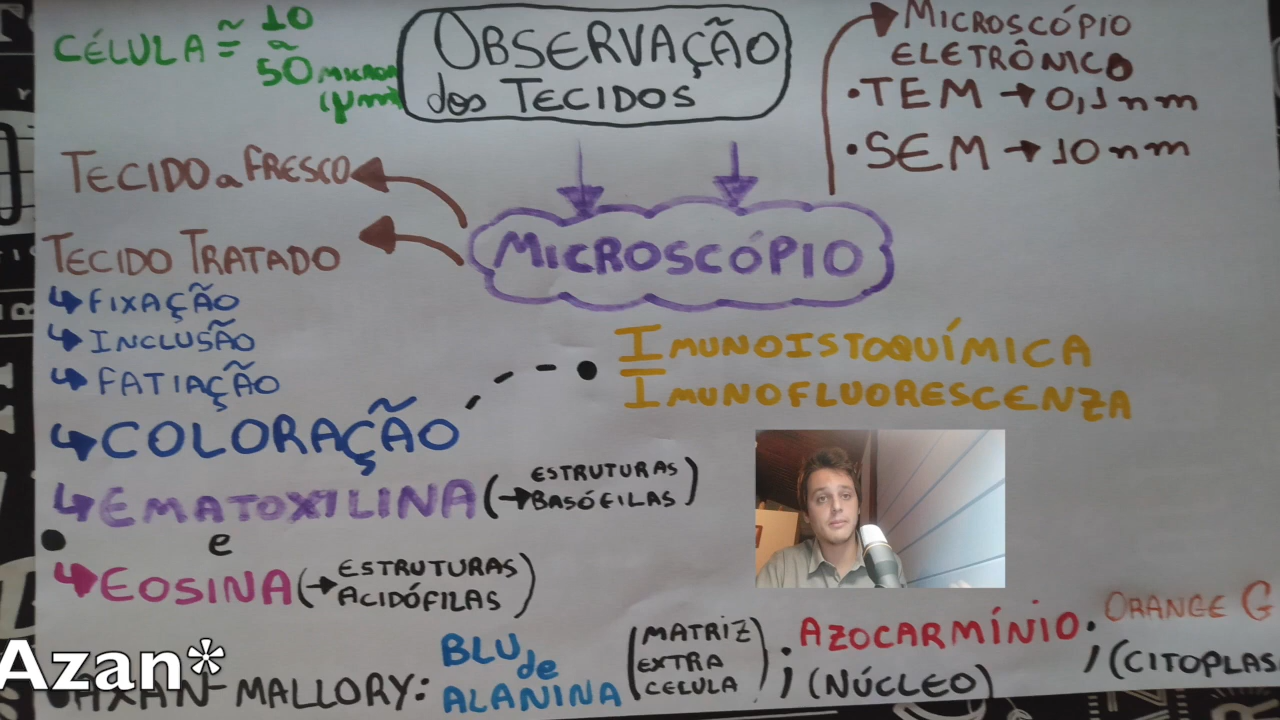 CÉLULA ≅ 10 ~ 50 MICRON (μm)
OBSERVAÇÃO
dos TECIDOS
MICROSCÓPIO
ELETRÔNICO
• TEM → 0,1 nm
• SEM → 10 nm
TECIDO a FRESCO
MICROSCÓPIO
TECIDO TRATADO
↳ FIXAÇÃO
↳ INCLUSÃO
↳ FATIAÇÃO
↳ COLORAÇÃO
IMUNOISTOQUÍMICA
IMUNOFLUORESCENZA
↳ EMATOXILINA (→ ESTRUTURAS BASÓFILAS)
e
↳ EOSINA (→ ESTRUTURAS ACIDÓFILAS)
Azan*
AXAN-MALLORY: BLU de ALANINA (MATRIZ EXTRA CELULA); AZOCARMÍNIO (NÚCLEO); ORANGE G (CITOPLAS